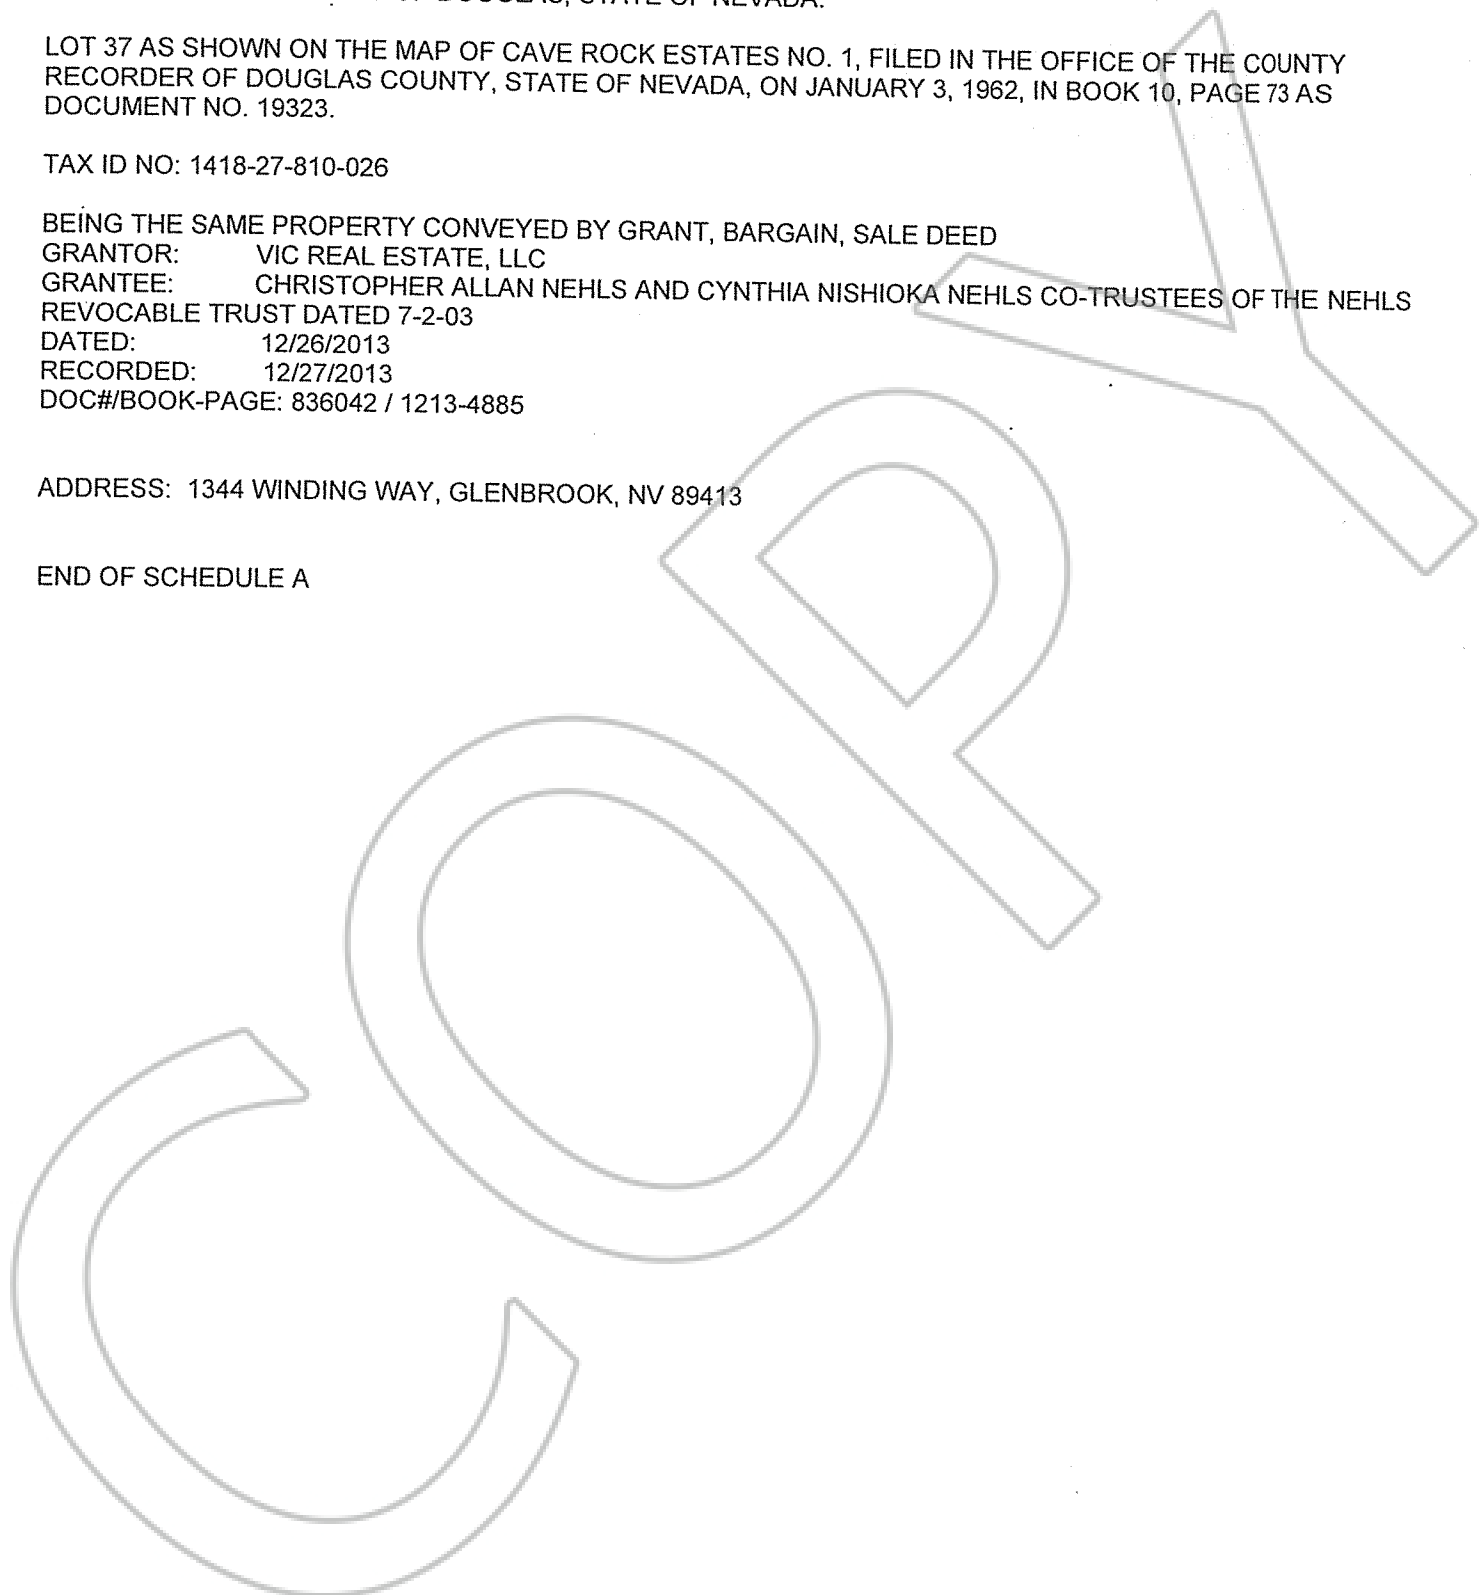 DOUGLAS, STATE OF NEVADA.
LOT 37 AS SHOWN ON THE MAP OF CAVE ROCK ESTATES NO. 1, FILED IN THE OFFICE OF THE COUNTY
RECORDER OF DOUGLAS COUNTY, STATE OF NEVADA, ON JANUARY 3, 1962, IN BOOK 10, PAGE 73 AS
DOCUMENT NO. 19323.
TAX ID NO: 1418-27-810-026
BEING THE SAME PROPERTY CONVEYED BY GRANT, BARGAIN, SALE DEED
GRANTOR: VIC REAL ESTATE, LLC
GRANTEE: CHRISTOPHER ALLAN NEHLS AND CYNTHIA NISHIOKA NEHLS CO-TRUSTEES OF THE NEHLS
REVOCABLE TRUST DATED 7-2-03
DATED: 12/26/2013
RECORDED: 12/27/2013
DOC#/BOOK-PAGE: 836042 / 1213-4885
ADDRESS: 1344 WINDING WAY, GLENBROOK, NV 89413
END OF SCHEDULE A
COPY